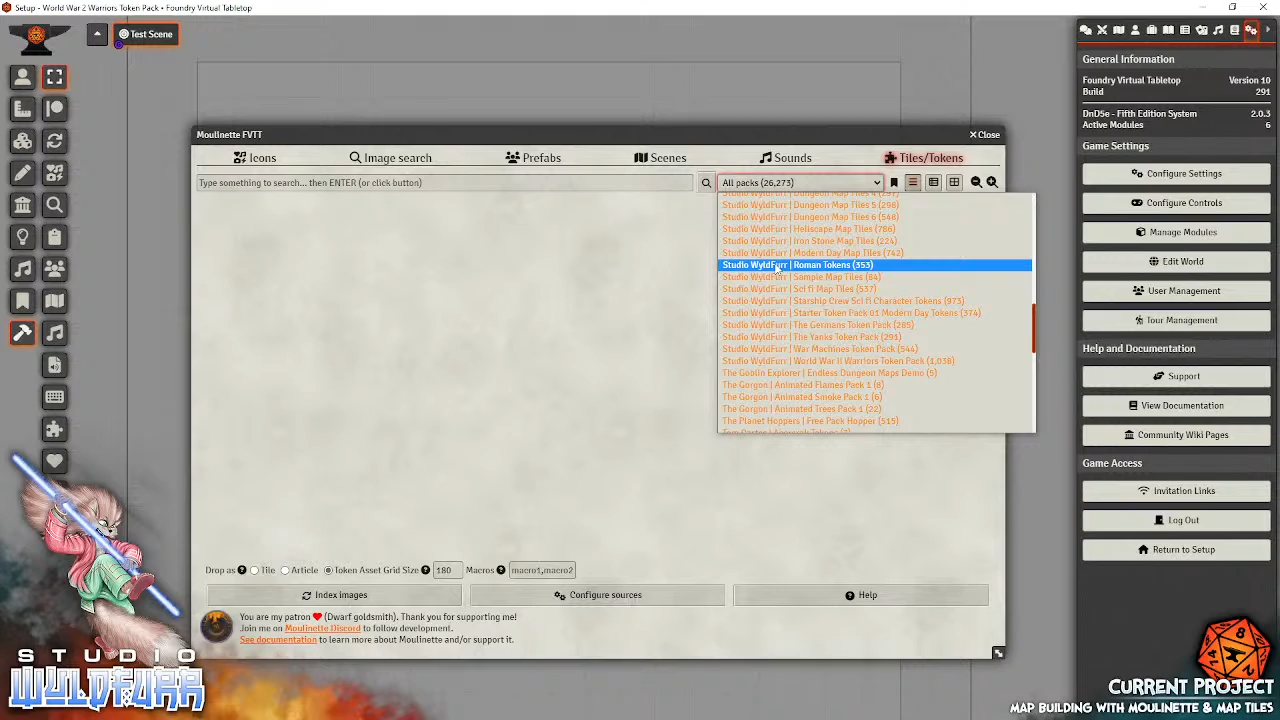 Setup - World War 2 Warriors Token Pack • Foundry Virtual Tabletop
Test Scene
Moulinette FVTT
Close
Icons
Image search
Prefabs
Scenes
Sounds
Tiles/Tokens
Type something to search... then ENTER (or click button)
All packs (26,273)
Studio WyldFurr | Dungeon Map Tiles 5 (298)
Studio WyldFurr | Dungeon Map Tiles 6 (548)
Studio WyldFurr | Hellscape Map Tiles (786)
Studio WyldFurr | Iron Stone Map Tiles (224)
Studio WyldFurr | Modern Day Map Tiles (742)
Studio WyldFurr | Roman Tokens (353)
Studio WyldFurr | Sample Map Tiles (84)
Studio WyldFurr | Sci fi Map Tiles (537)
Studio WyldFurr | Starship Crew Sci fi Character Tokens (973)
Studio WyldFurr | Starter Token Pack 01 Modern Day Tokens (374)
Studio WyldFurr | The Germans Token Pack (285)
Studio WyldFurr | The Yanks Token Pack (291)
Studio WyldFurr | War Machines Token Pack (544)
Studio WyldFurr | World War II Warriors Token Pack (1,038)
The Goblin Explorer | Endless Dungeon Maps Demo (5)
The Gorgon | Animated Flames Pack 1 (8)
The Gorgon | Animated Smoke Pack 1 (6)
The Gorgon | Animated Trees Pack 1 (22)
The Planet Hoppers | Free Pack Hopper (515)
Drop as
Tile
Article
Token Asset Grid Size
180
Macros
macro1,macro2
Index images
Configure sources
Help
You are my patron (Dwarf goldsmith). Thank you for supporting me!
Join me on Moulinette Discord to follow development.
See documentation to learn more about Moulinette and/or support it.
General Information
Foundry Virtual Tabletop Version 10
Build 291
DnD5e - Fifth Edition System 2.0.3
Active Modules 6
Game Settings
Configure Settings
Configure Controls
Manage Modules
Edit World
User Management
Tour Management
Help and Documentation
Support
View Documentation
Community Wiki Pages
Game Access
Invitation Links
Log Out
Return to Setup
STUDIO
WYLDFURR
CURRENT PROJECT
MAP BUILDING WITH MOULINETTE & MAP TILES